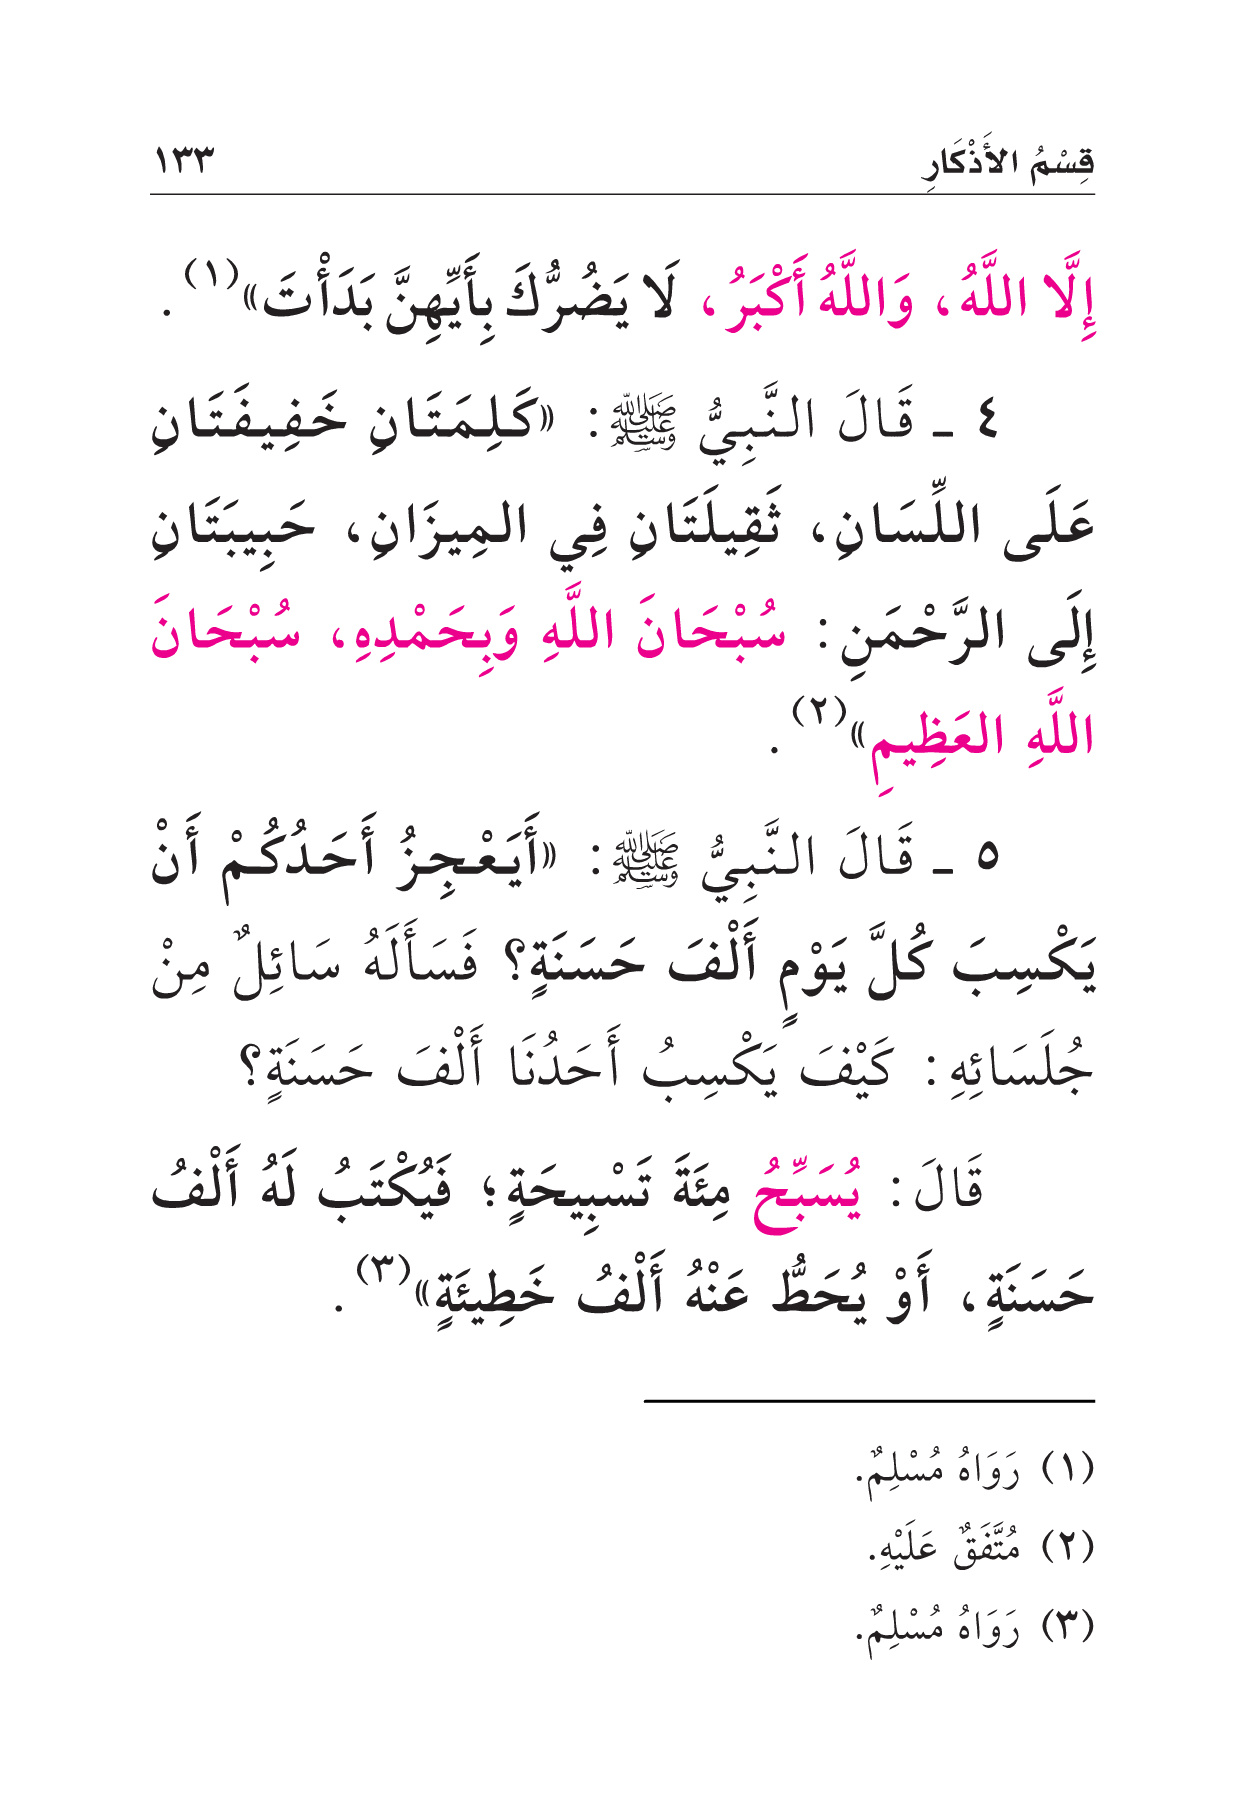 قِسْمُ الأَذْكَارِ ١٣٣
إِلَّا اللَّهُ، وَاللَّهُ أَكْبَرُ، لَا يَضُرُّكَ بِأَيِّهِنَّ بَدَأْتَ»(١).
٤ ـ قَالَ النَّبِيُّ ﷺ: «كَلِمَتَانِ خَفِيفَتَانِ
عَلَى اللِّسَانِ، ثَقِيلَتَانِ فِي المِيزَانِ، حَبِيبَتَانِ
إِلَى الرَّحْمَنِ: سُبْحَانَ اللَّهِ وَبِحَمْدِهِ، سُبْحَانَ
اللَّهِ العَظِيمِ»(٢).
٥ ـ قَالَ النَّبِيُّ ﷺ: «أَيَعْجِزُ أَحَدُكُمْ أَنْ
يَكْسِبَ كُلَّ يَوْمٍ أَلْفَ حَسَنَةٍ؟ فَسَأَلَهُ سَائِلٌ مِنْ
جُلَسَائِهِ: كَيْفَ يَكْسِبُ أَحَدُنَا أَلْفَ حَسَنَةٍ؟
قَالَ: يُسَبِّحُ مِئَةَ تَسْبِيحَةٍ؛ فَيُكْتَبُ لَهُ أَلْفُ
حَسَنَةٍ، أَوْ يُحَطُّ عَنْهُ أَلْفُ خَطِيئَةٍ»(٣).
(١) رَوَاهُ مُسْلِمٌ.
(٢) مُتَّفَقٌ عَلَيْهِ.
(٣) رَوَاهُ مُسْلِمٌ.